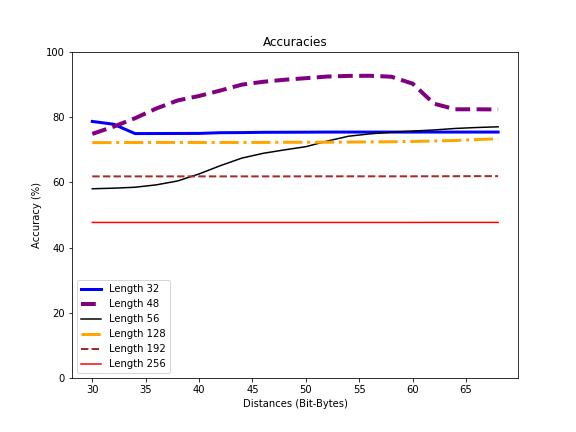 Accuracies
Accuracy (%)
100
80
60
40
20
0
Length 32
Length 48
Length 56
Length 128
Length 192
Length 256
30 35 40 45 50 55 60 65
Distances (Bit-Bytes)